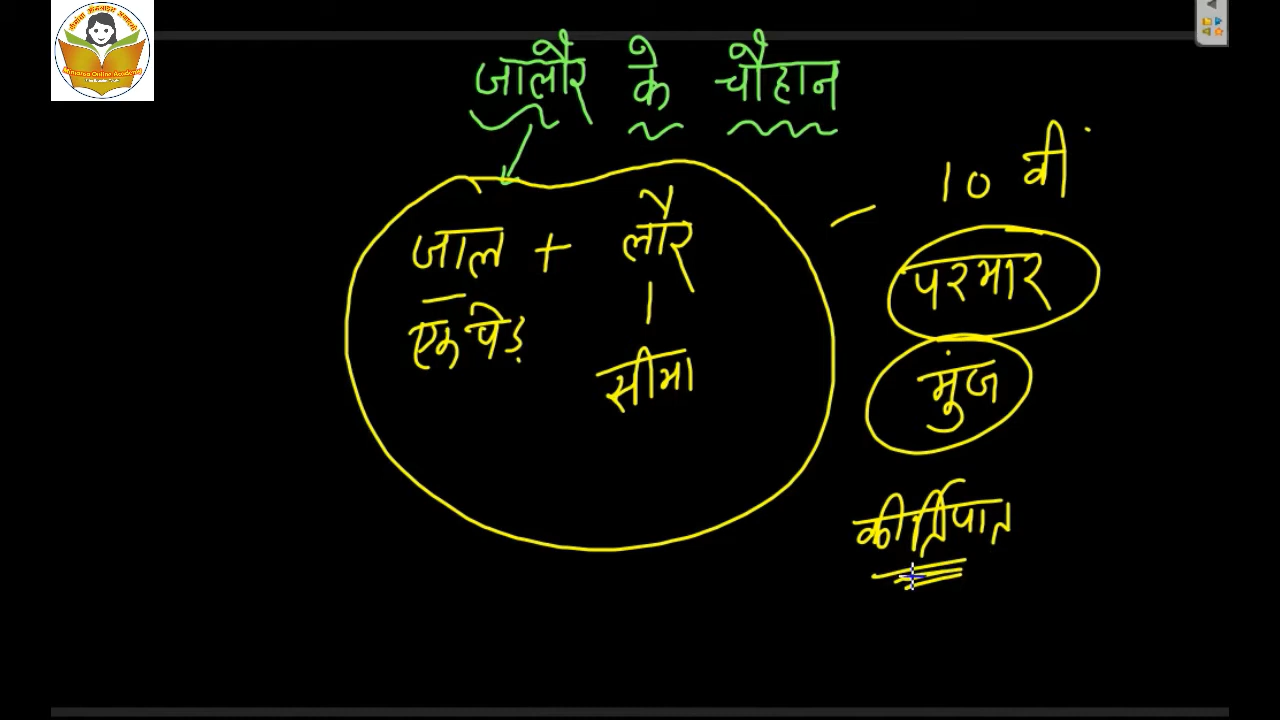 जालौर के चौहान
जाल + लौर
एक पेड़
सीमा
- 10 वी
परमार
मुंज
कीर्तिपाल